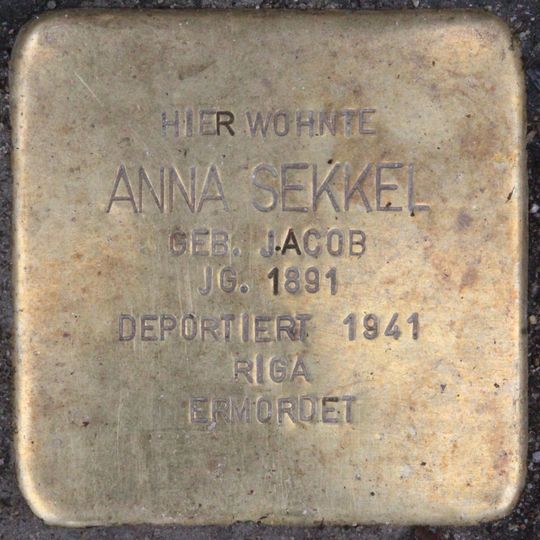 HIER WOHNTE
ANNA SEKKEL
GEB. JACOB
JG. 1891
DEPORTIERT 1941
RIGA
ERMORDET